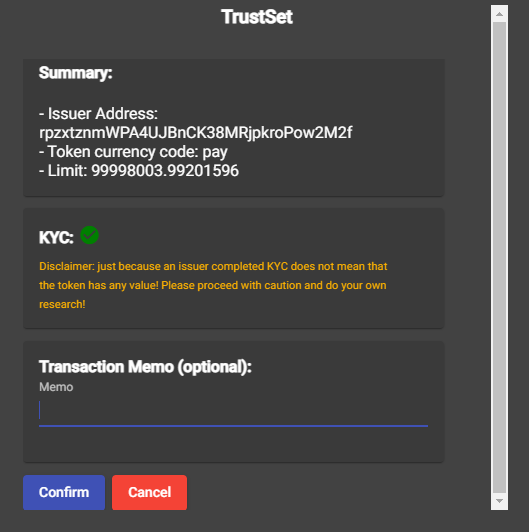 TrustSet
Summary:
- Issuer Address:
rpzxtznmWPA4UJBnCK38MRjpkroPow2M2f
- Token currency code: pay
- Limit: 99998003.99201596
KYC:
Disclaimer: just because an issuer completed KYC does not mean that
the token has any value! Please proceed with caution and do your own
research!
Transaction Memo (optional):
Memo
Confirm Cancel